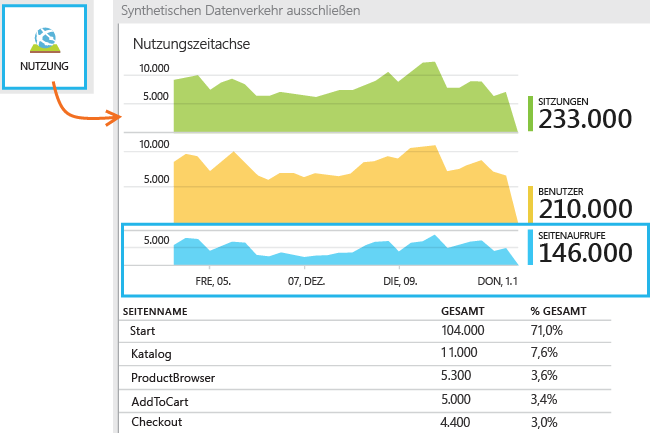 Synthetischen Datenverkehr ausschließen
NUTZUNG
Nutzungszeitachse
10.000
5.000
SITZUNGEN
233.000
10.000
5.000
BENUTZER
210.000
5.000
SEITENAUFRUFE
146.000
FRE, 05. 07, DEZ. DIE, 09. DON, 1.1
SEITENNAME GESAMT % GESAMT
Start 104.000 71,0%
Katalog 11.000 7,6%
ProductBrowser 5.300 3,6%
AddToCart 5.000 3,4%
Checkout 4.400 3,0%